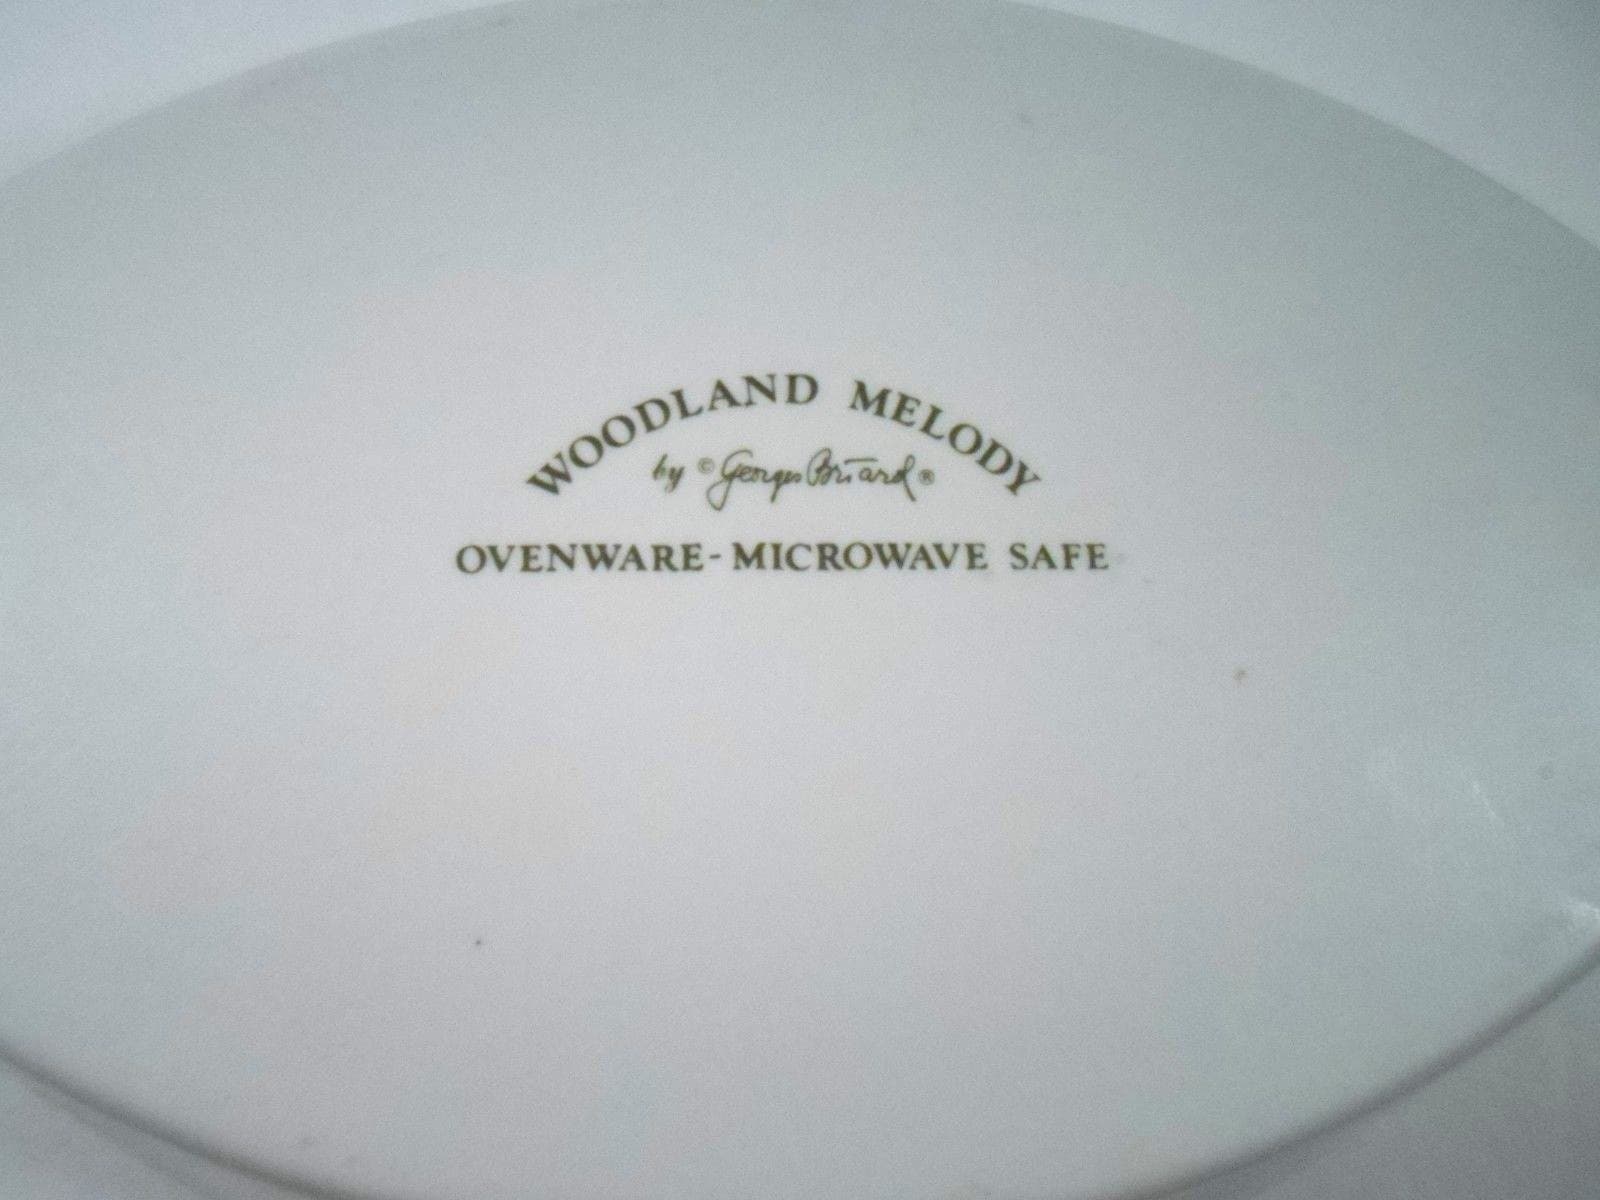 WOODLAND MELODY
by © Georges Briard ®
OVENWARE-MICROWAVE SAFE